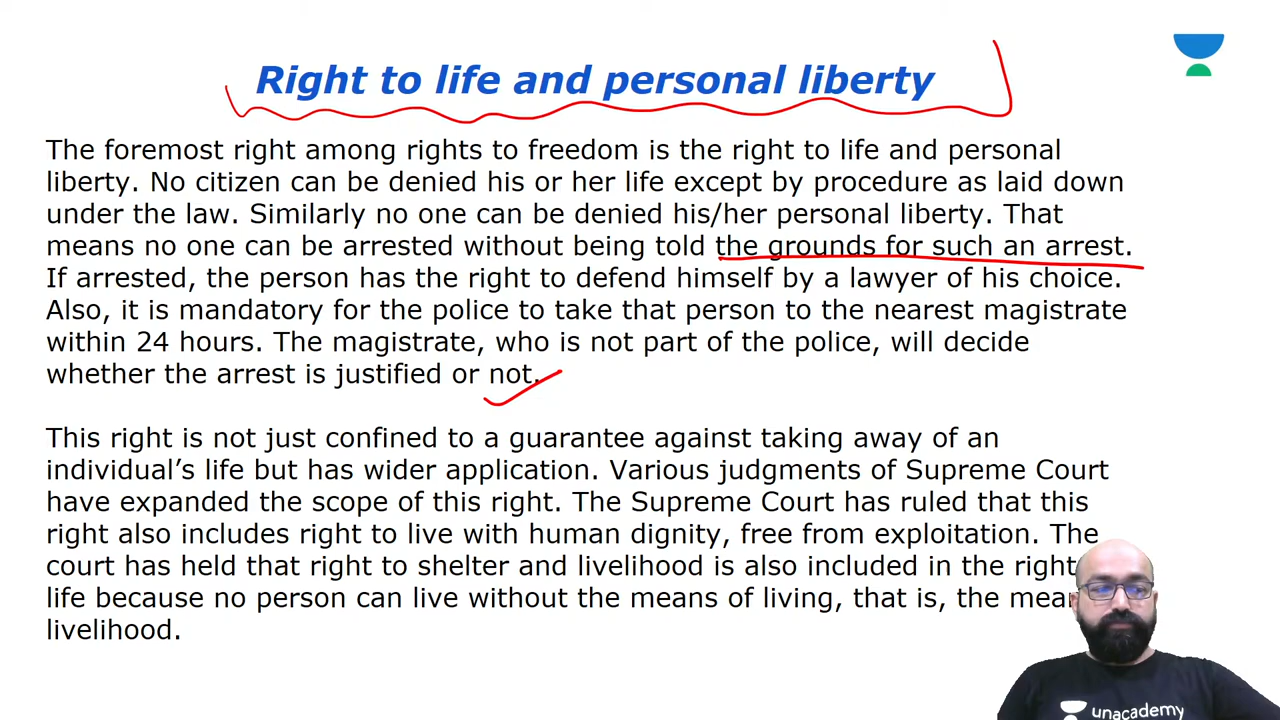 Right to life and personal liberty
The foremost right among rights to freedom is the right to life and personal
liberty. No citizen can be denied his or her life except by procedure as laid down
under the law. Similarly no one can be denied his/her personal liberty. That
means no one can be arrested without being told the grounds for such an arrest.
If arrested, the person has the right to defend himself by a lawyer of his choice.
Also, it is mandatory for the police to take that person to the nearest magistrate
within 24 hours. The magistrate, who is not part of the police, will decide
whether the arrest is justified or not.
This right is not just confined to a guarantee against taking away of an
individual’s life but has wider application. Various judgments of Supreme Court
have expanded the scope of this right. The Supreme Court has ruled that this
right also includes right to live with human dignity, free from exploitation. The
court has held that right to shelter and livelihood is also included in the right
life because no person can live without the means of living, that is, the
livelihood.
unacademy